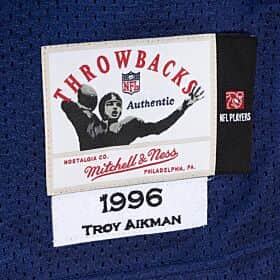 THROWBACKS
NFL
Authentic
NOSTALGIA CO.
Mitchell & Ness
PHILADELPHIA, PA.
NFL PLAYERS
1996
TROY AIKMAN